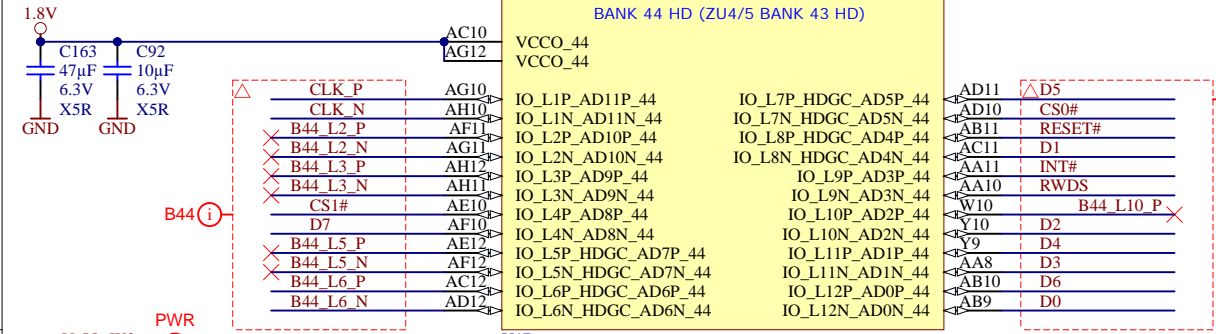 1.8V
BANK 44 HD (ZU4/5 BANK 43 HD)
C163
47µF
6.3V
X5R
GND
C92
10µF
6.3V
X5R
GND
AC10 VCCO_44
AG12 VCCO_44
CLK_P AG10 IO_L1P_AD11P_44
CLK_N AH10 IO_L1N_AD11N_44
B44_L2_P AF11 IO_L2P_AD10P_44
B44_L2_N AG11 IO_L2N_AD10N_44
B44_L3_P AH12 IO_L3P_AD9P_44
B44_L3_N AH11 IO_L3N_AD9N_44
CS1# AE10 IO_L4P_AD8P_44
D7 AF10 IO_L4N_AD8N_44
B44_L5_P AE12 IO_L5P_HDGC_AD7P_44
B44_L5_N AF12 IO_L5N_HDGC_AD7N_44
B44_L6_P AC12 IO_L6P_HDGC_AD6P_44
B44_L6_N AD12 IO_L6N_HDGC_AD6N_44
B44 i
IO_L7P_HDGC_AD5P_44 AD11 D5
IO_L7N_HDGC_AD5N_44 AD10 CS0#
IO_L8P_HDGC_AD4P_44 AB11 RESET#
IO_L8N_HDGC_AD4N_44 AC11 D1
IO_L9P_AD3P_44 AA11 INT#
IO_L9N_AD3N_44 AA10 RWDS
IO_L10P_AD2P_44 W10 B44_L10_P
IO_L10N_AD2N_44 Y10 D2
IO_L11P_AD1P_44 Y9 D4
IO_L11N_AD1N_44 AA8 D3
IO_L12P_AD0P_44 AB10 D6
IO_L12N_AD0N_44 AB9 D0
PWR